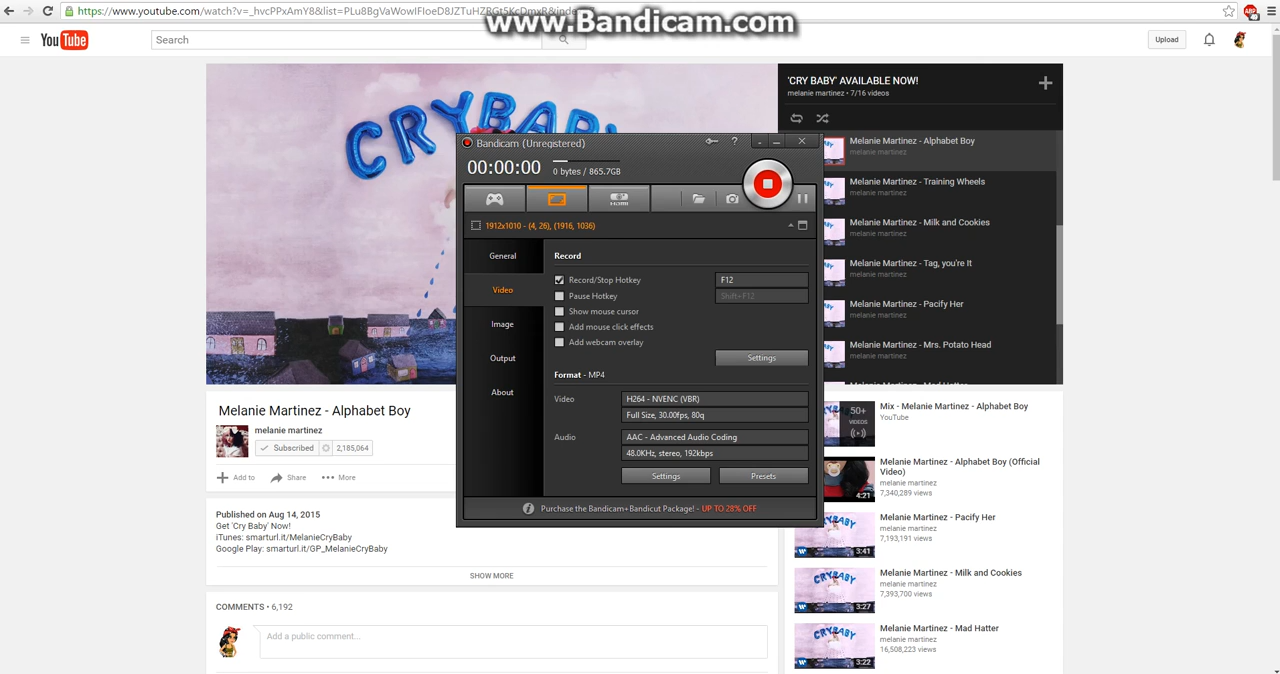 https://www.youtube.com/watch?v=_hvcPPxAmY8&list=PLu8BgVaWowIFIoeD8JZTuHZRGt5KcDmxR&index=
www.Bandicam.com
YouTube
Search
Upload
ABP
CRYBABY
'CRY BABY' AVAILABLE NOW!
melanie martinez • 7/16 videos
Melanie Martinez - Alphabet Boy
melanie martinez
Melanie Martinez - Training Wheels
melanie martinez
Melanie Martinez - Milk and Cookies
melanie martinez
Melanie Martinez - Tag, you're It
melanie martinez
Melanie Martinez - Pacify Her
melanie martinez
Melanie Martinez - Mrs. Potato Head
melanie martinez
Bandicam (Unregistered)
00:00:00
0 bytes / 865.7GB
HDMI
1912x1010 - (4, 26), (1916, 1036)
General
Video
Image
Output
About
Record
Record/Stop Hotkey
F12
Pause Hotkey
Shift+F12
Show mouse cursor
Add mouse click effects
Add webcam overlay
Settings
Format - MP4
Video
H264 - NVENC (VBR)
Full Size, 30.00fps, 80q
Audio
AAC - Advanced Audio Coding
48.0KHz, stereo, 192kbps
Settings
Presets
Purchase the Bandicam+Bandicut Package! - UP TO 28% OFF
Melanie Martinez - Alphabet Boy
melanie martinez
Subscribed
2,185,064
Add to
Share
More
Published on Aug 14, 2015
Get 'Cry Baby' Now!
iTunes: smarturl.it/MelanieCryBaby
Google Play: smarturl.it/GP_MelanieCryBaby
SHOW MORE
COMMENTS • 6,192
Add a public comment...
50+
VIDEOS
Mix - Melanie Martinez - Alphabet Boy
YouTube
4:21
Melanie Martinez - Alphabet Boy (Official
Video)
melanie martinez
7,340,289 views
3:41
Melanie Martinez - Pacify Her
melanie martinez
7,193,191 views
3:27
Melanie Martinez - Milk and Cookies
melanie martinez
7,393,700 views
3:22
Melanie Martinez - Mad Hatter
melanie martinez
16,508,223 views